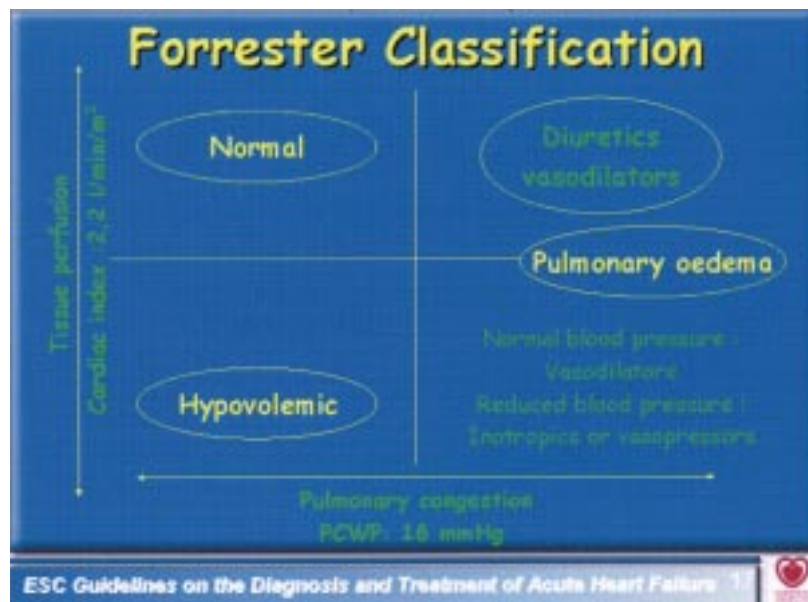 Forrester Classification
Tissue perfusion
Cardiac index :2,2 l/min/m²
Normal
Diuretics
vasodilators
Pulmonary oedema
Hypovolemic
Normal blood pressure :
Vasodilators
Reduced blood pressure :
Inotropics or vasopressors
Pulmonary congestion
PCWP: 18 mmHg
ESC Guidelines on the Diagnosis and Treatment of Acute Heart Failure